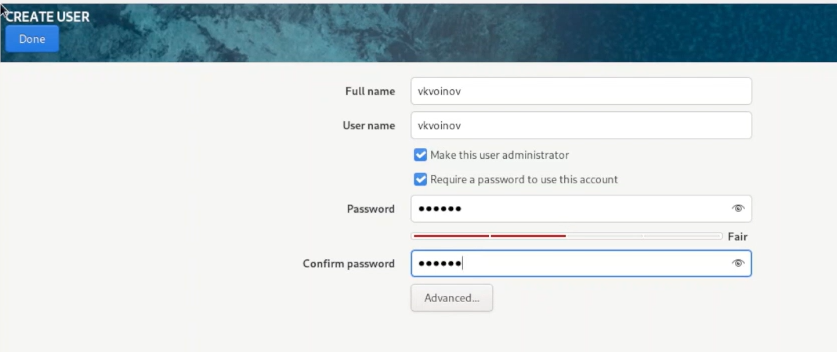 CREATE USER
Done
Full name vkvoinov
User name vkvoinov
Make this user administrator
Require a password to use this account
Password ●●●●●●
Fair
Confirm password ●●●●●●
Advanced...